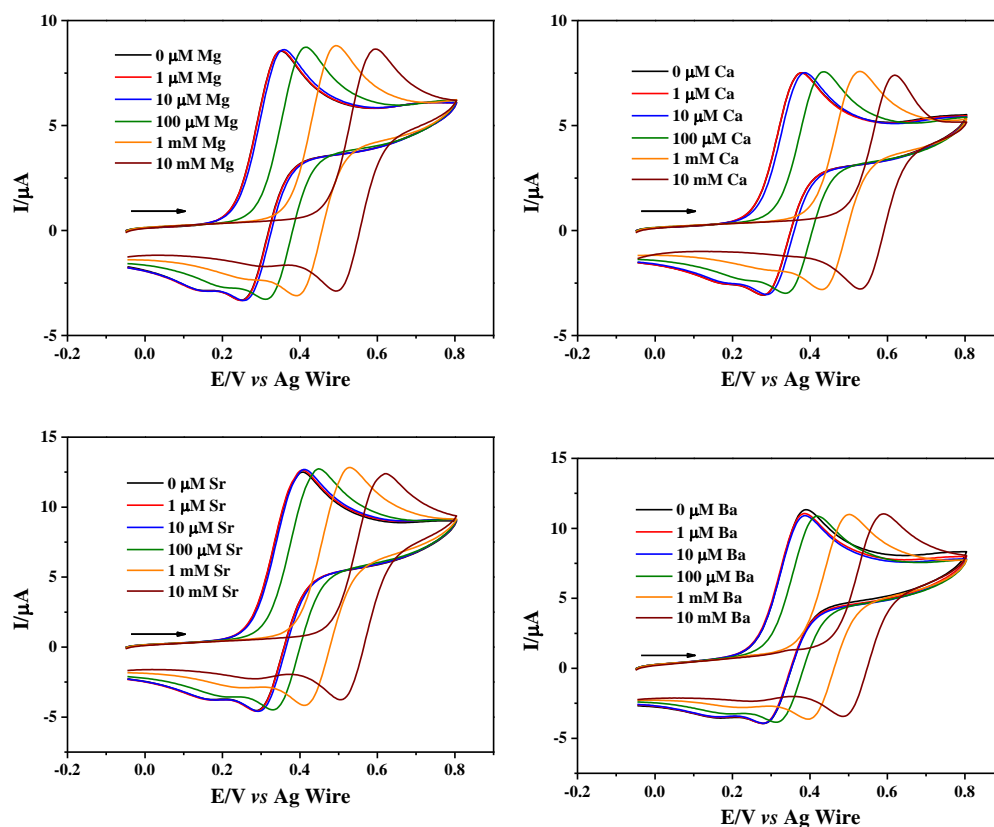 10
5
0
-5
I/µA
0 µM Mg
1 µM Mg
10 µM Mg
100 µM Mg
1 mM Mg
10 mM Mg
-0.2 0.0 0.2 0.4 0.6 0.8
E/V vs Ag Wire
10
5
0
-5
I/µA
0 µM Ca
1 µM Ca
10 µM Ca
100 µM Ca
1 mM Ca
10 mM Ca
-0.2 0.0 0.2 0.4 0.6 0.8
E/V vs Ag Wire
15
10
5
0
-5
I/µA
0 µM Sr
1 µM Sr
10 µM Sr
100 µM Sr
1 mM Sr
10 mM Sr
-0.2 0.0 0.2 0.4 0.6 0.8
E/V vs Ag Wire
15
10
5
0
-5
I/µA
0 µM Ba
1 µM Ba
10 µM Ba
100 µM Ba
1 mM Ba
10 mM Ba
-0.2 0.0 0.2 0.4 0.6 0.8
E/V vs Ag Wire